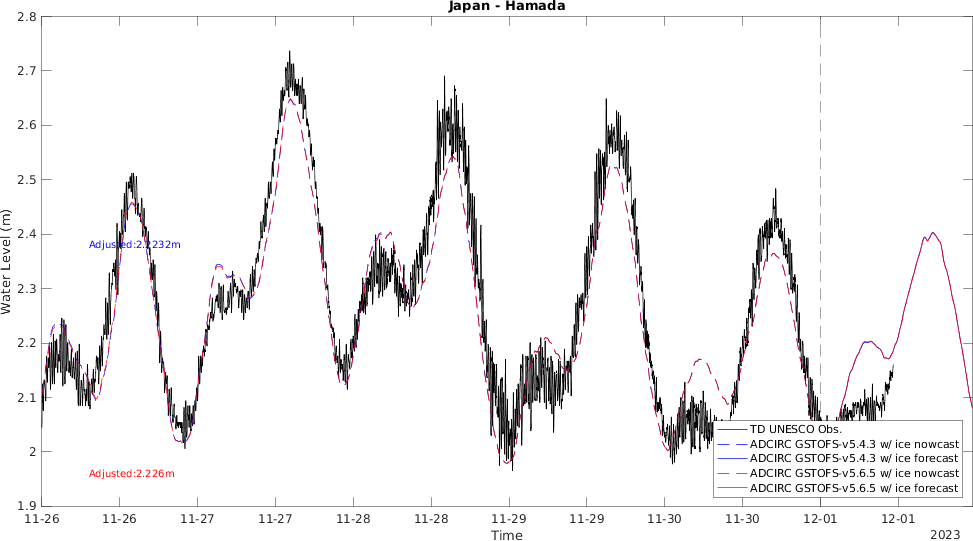 Japan - Hamada
2.8
2.7
2.6
2.5
2.4
2.3
2.2
2.1
2
1.9
Water Level (m)
Adjusted:2.2232m
Adjusted:2.226m
TD UNESCO Obs.
ADCIRC GSTOFS-v5.4.3 w/ ice nowcast
ADCIRC GSTOFS-v5.4.3 w/ ice forecast
ADCIRC GSTOFS-v5.6.5 w/ ice nowcast
ADCIRC GSTOFS-v5.6.5 w/ ice forecast
11-26 11-26 11-27 11-27 11-28 11-28 11-29 11-29 11-30 11-30 12-01 12-01
Time
2023